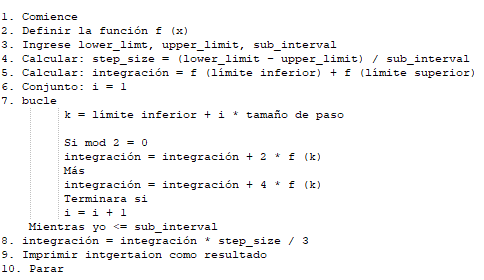 1. Comience
2. Definir la función f (x)
3. Ingrese lower_limt, upper_limit, sub_interval
4. Calcular: step_size = (lower_limit - upper_limit) / sub_interval
5. Calcular: integración = f (límite inferior) + f (límite superior)
6. Conjunto: i = 1
7. bucle
k = límite inferior + i * tamaño de paso
Si mod 2 = 0
integración = integración + 2 * f (k)
Más
integración = integración + 4 * f (k)
Terminara si
i = i + 1
Mientras yo <= sub_interval
8. integración = integración * step_size / 3
9. Imprimir intgertaion como resultado
10. Parar